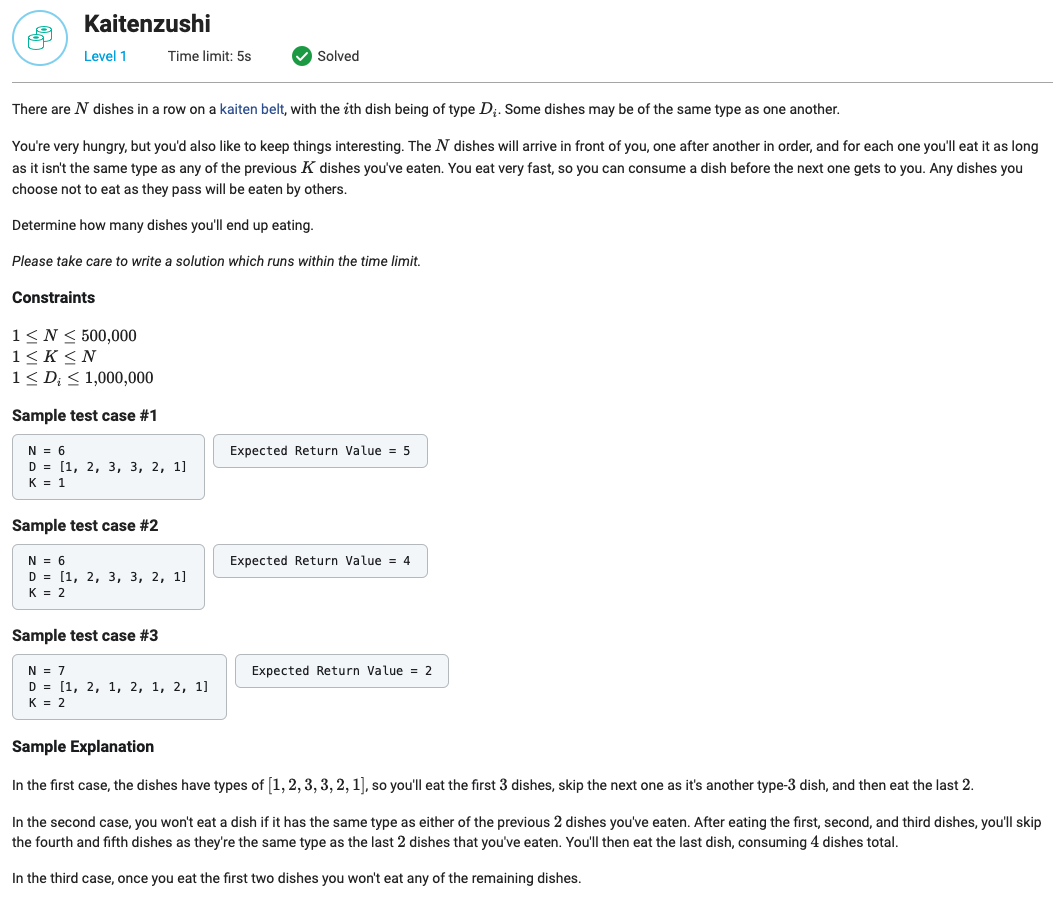 Kaitenzushi
Level 1 Time limit: 5s Solved
There are N dishes in a row on a kaiten belt, with the ith dish being of type D_i. Some dishes may be of the same type as one another.
You're very hungry, but you'd also like to keep things interesting. The N dishes will arrive in front of you, one after another in order, and for each one you'll eat it as long
as it isn't the same type as any of the previous K dishes you've eaten. You eat very fast, so you can consume a dish before the next one gets to you. Any dishes you
choose not to eat as they pass will be eaten by others.
Determine how many dishes you'll end up eating.
Please take care to write a solution which runs within the time limit.
Constraints
1 ≤ N ≤ 500,000
1 ≤ K ≤ N
1 ≤ D_i ≤ 1,000,000
Sample test case #1
N = 6
D = [1, 2, 3, 3, 2, 1]
K = 1
Expected Return Value = 5
Sample test case #2
N = 6
D = [1, 2, 3, 3, 2, 1]
K = 2
Expected Return Value = 4
Sample test case #3
N = 7
D = [1, 2, 1, 2, 1, 2, 1]
K = 2
Expected Return Value = 2
Sample Explanation
In the first case, the dishes have types of [1, 2, 3, 3, 2, 1], so you'll eat the first 3 dishes, skip the next one as it's another type-3 dish, and then eat the last 2.
In the second case, you won't eat a dish if it has the same type as either of the previous 2 dishes you've eaten. After eating the first, second, and third dishes, you'll skip
the fourth and fifth dishes as they're the same type as the last 2 dishes that you've eaten. You'll then eat the last dish, consuming 4 dishes total.
In the third case, once you eat the first two dishes you won't eat any of the remaining dishes.